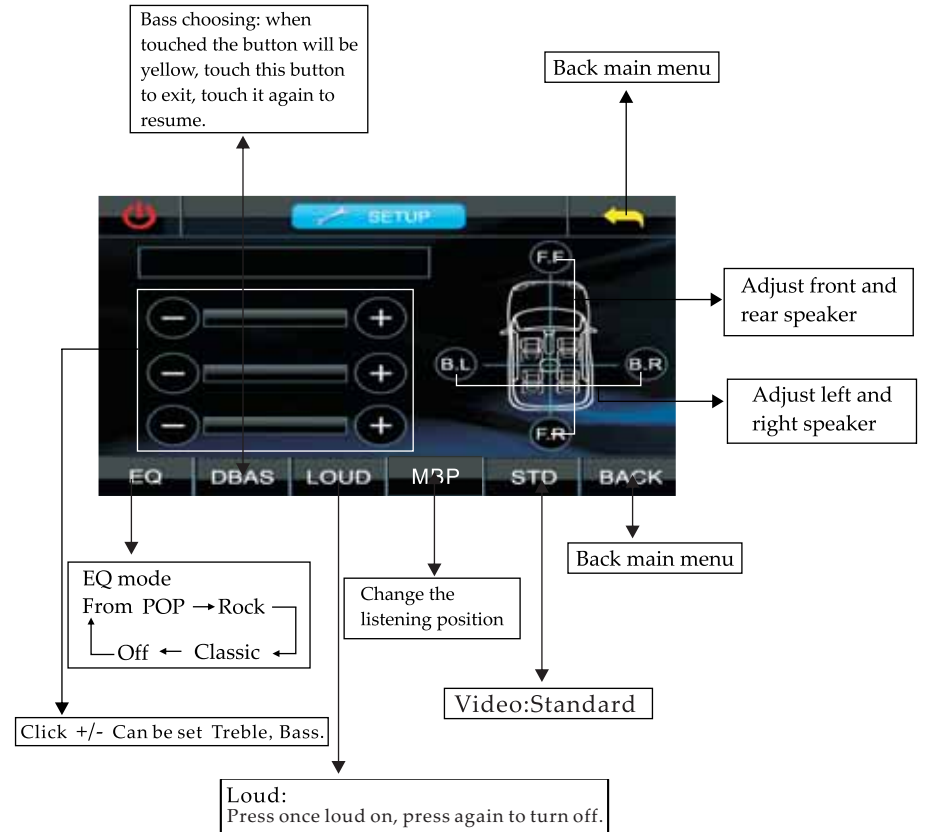 Bass choosing: when
touched the button will be
yellow, touch this button
to exit, touch it again to
resume.
Back main menu
SETUP
F.F
Adjust front and
rear speaker
B.L
B.R
Adjust left and
right speaker
F.R
EQ
DBAS
LOUD
MBP
STD
BACK
Back main menu
EQ mode
From POP → Rock
Off ← Classic
Change the
listening position
Video:Standard
Click +/- Can be set Treble, Bass.
Loud:
Press once loud on, press again to turn off.